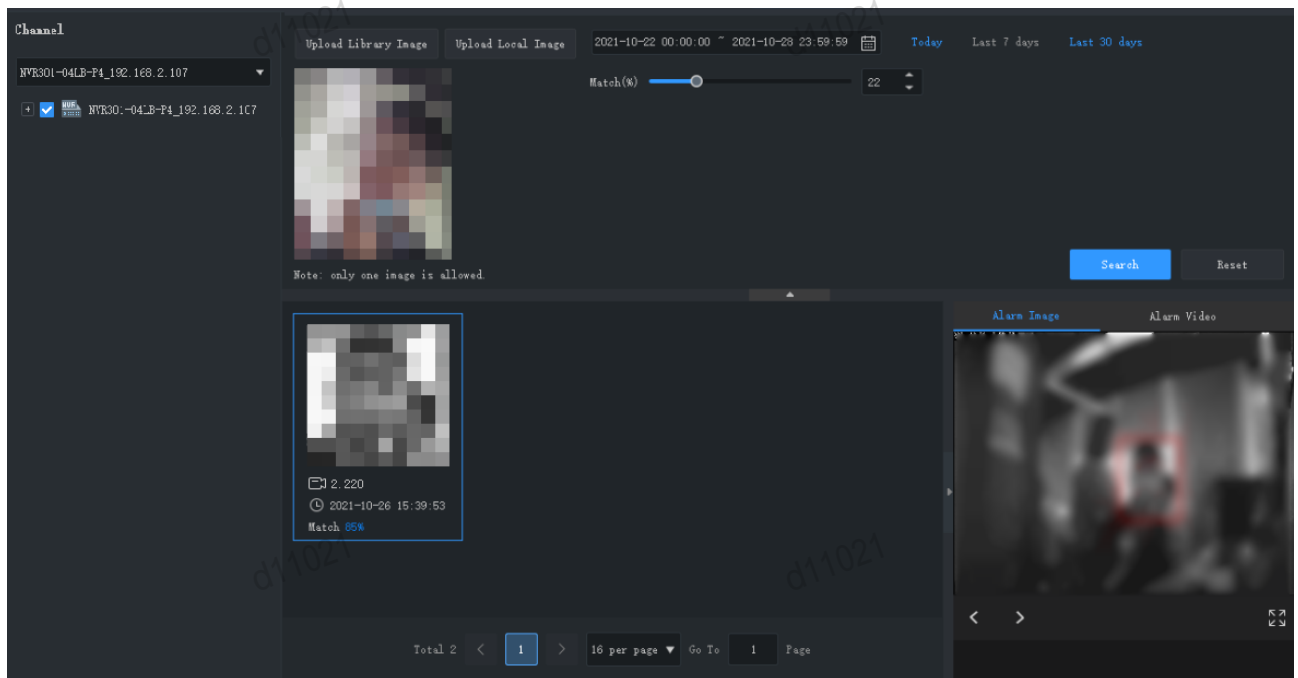 Channel
NVR301-04LB-P4_192.168.2.107
NVR301-04LB-P4_192.168.2.107
Upload Library Image
Upload Local Image
2021-10-22 00:00:00 ~ 2021-10-28 23:59:59
Today
Last 7 days
Last 30 days
Match(%)
22
Note: only one image is allowed.
Search
Reset
2.220
2021-10-26 15:39:53
Match 85%
Alarm Image
Alarm Video
Total 2
1
16 per page
Go To
1
Page
d11021
d11021
d11021
d11021